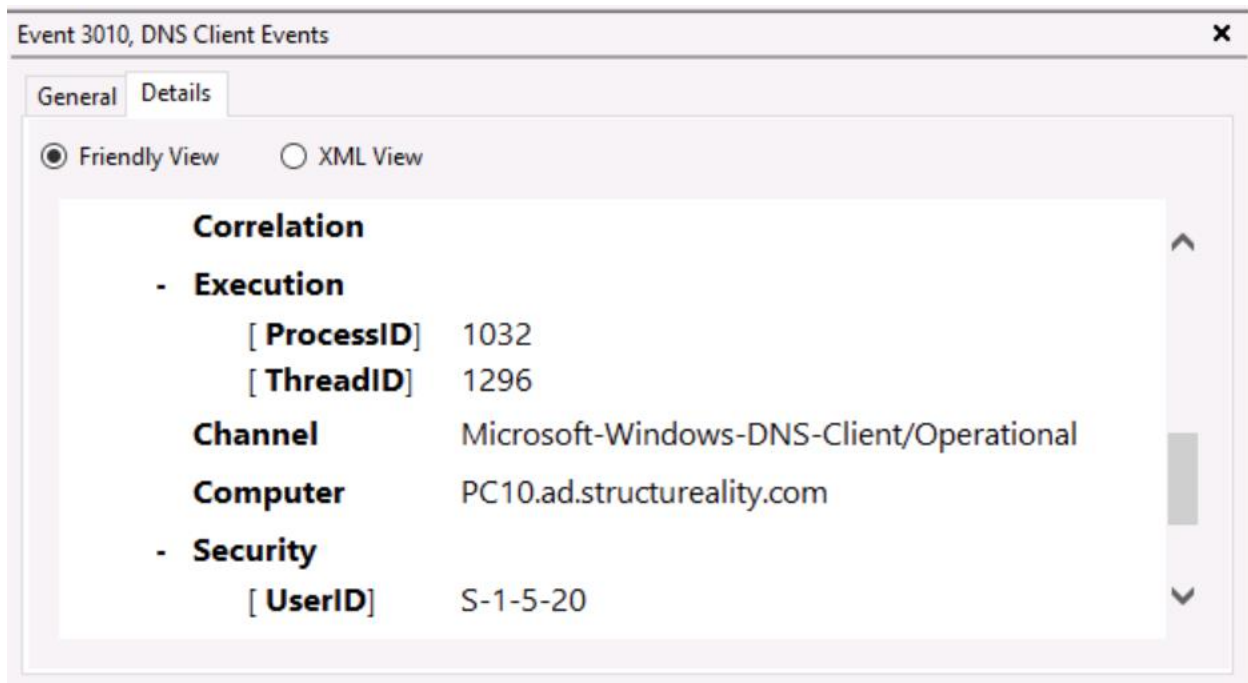 Event 3010, DNS Client Events
General Details
Friendly View XML View
Correlation
- Execution
[ ProcessID] 1032
[ ThreadID] 1296
Channel Microsoft-Windows-DNS-Client/Operational
Computer PC10.ad.structureality.com
- Security
[ UserID] S-1-5-20